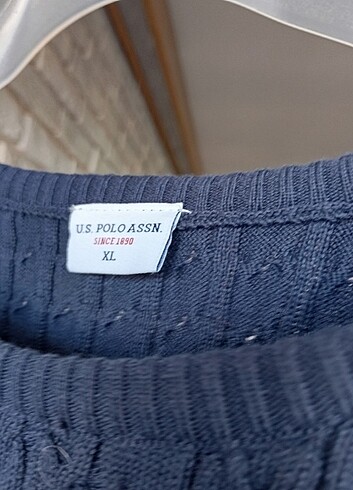 U.S. POLO ASSN.
SINCE 1890
XL